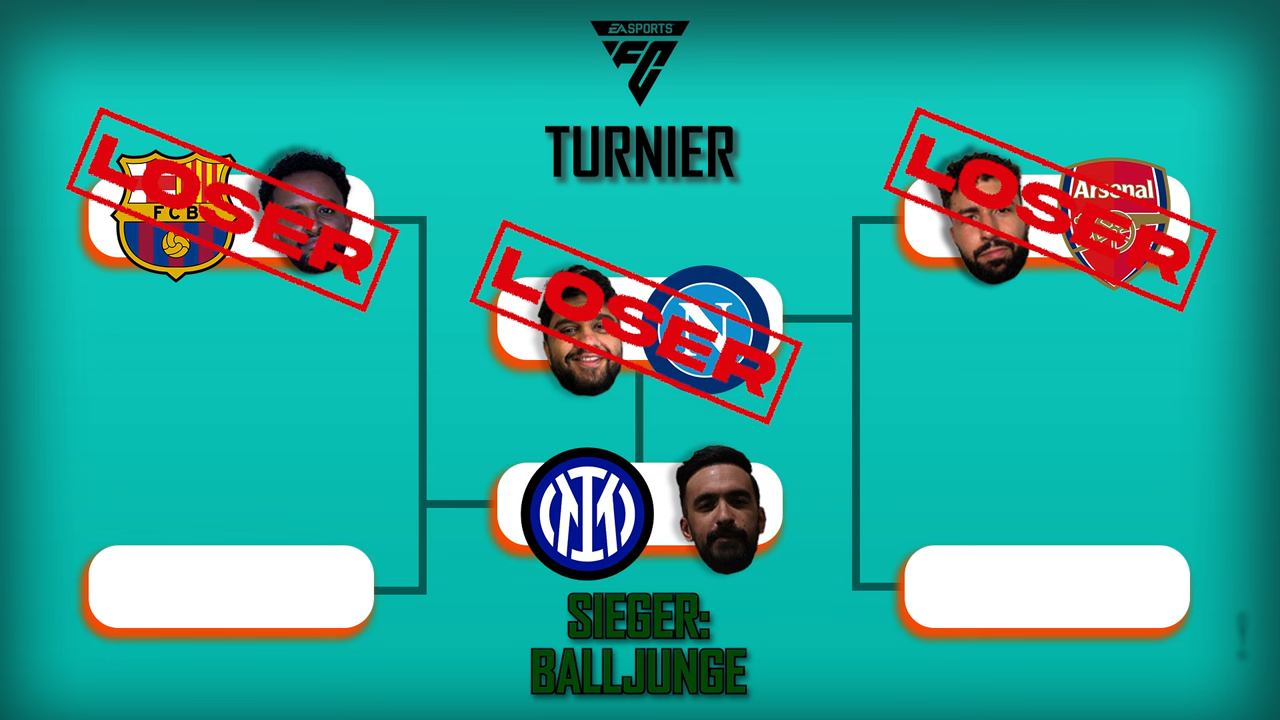 EA SPORTS
FC
TURNIER
LOSER
FCB
LOSER
Arsenal
LOSER
N
SIEGER:
BALLJUNGE